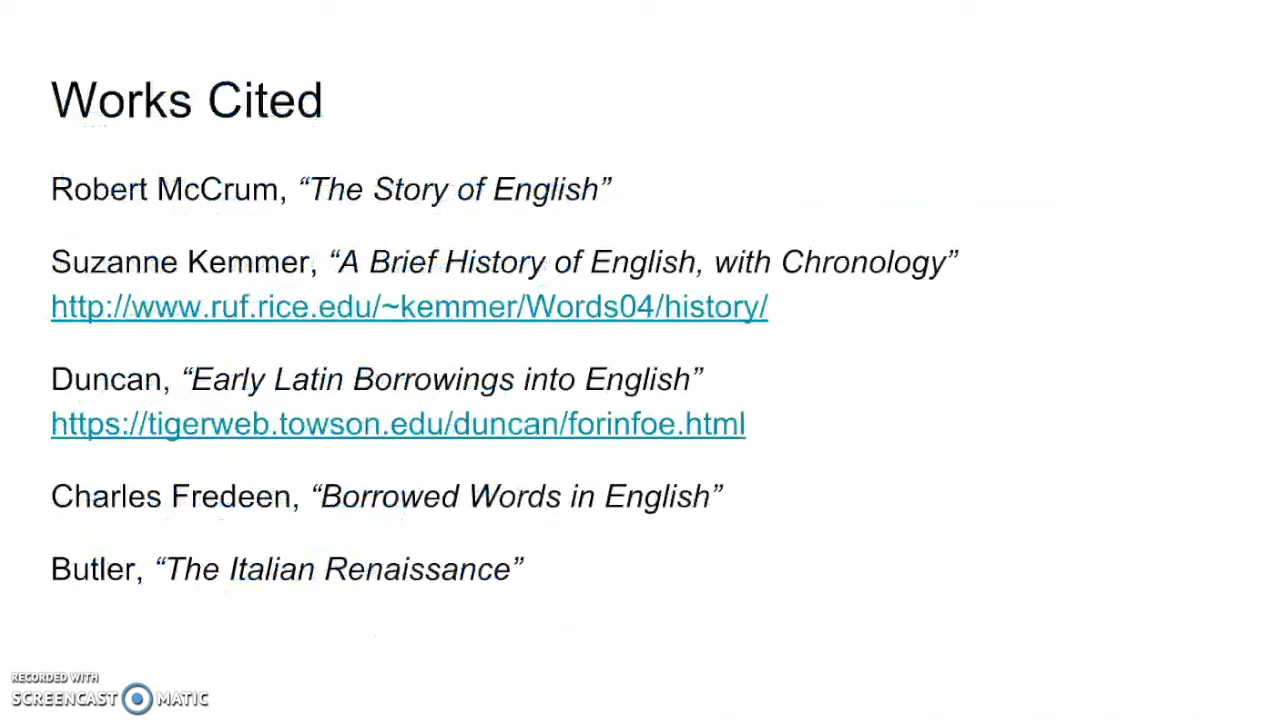 Works Cited
Robert McCrum, “The Story of English”
Suzanne Kemmer, “A Brief History of English, with Chronology”
http://www.ruf.rice.edu/~kemmer/Words04/history/
Duncan, “Early Latin Borrowings into English”
https://tigerweb.towson.edu/duncan/forinfoe.html
Charles Fredeen, “Borrowed Words in English”
Butler, “The Italian Renaissance”
RECORDED WITH
SCREENCAST MATIC